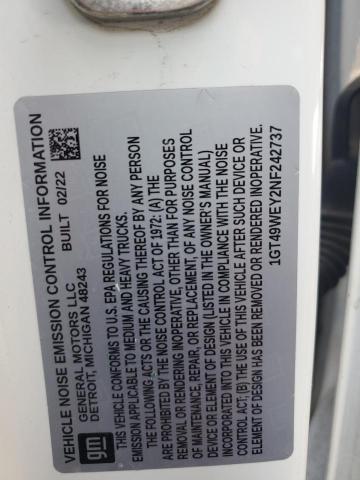 VEHICLE NOISE EMISSION CONTROL INFORMATION
GENERAL MOTORS LLC BUILT 02/22
DETROIT, MICHIGAN 48243
gm
THIS VEHICLE CONFORMS TO U.S. EPA REGULATIONS FOR NOISE
EMISSION APPLICABLE TO MEDIUM AND HEAVY TRUCKS.
THE FOLLOWING ACTS OR THE CAUSING THEREOF BY ANY PERSON
ARE PROHIBITED BY THE NOISE CONTROL ACT OF 1972: (A) THE
REMOVAL OR RENDERING INOPERATIVE, OTHER THAN FOR PURPOSES
OF MAINTENANCE, REPAIR, OR REPLACEMENT, OF ANY NOISE CONTROL
DEVICE OR ELEMENT OF DESIGN (LISTED IN THE OWNER'S MANUAL)
INCORPORATED INTO THIS VEHICLE IN COMPLIANCE WITH THE NOISE
CONTROL ACT; (B) THE USE OF THIS VEHICLE AFTER SUCH DEVICE OR
ELEMENT OF DESIGN HAS BEEN REMOVED OR RENDERED INOPERATIVE.
1GT49WEY2NF242737